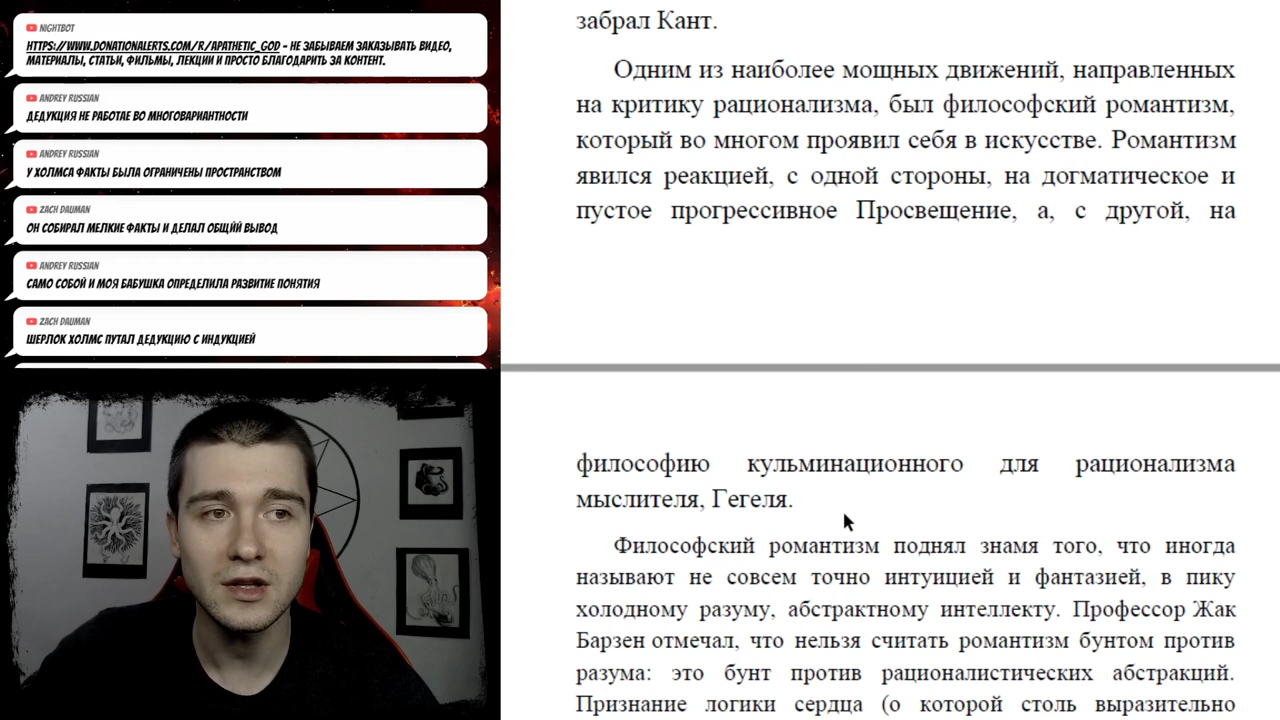 NIGHTBOT
HTTPS://WWW.DONATIONALERTS.COM/R/APATHETIC_GOD - НЕ ЗАБЫВАЕМ ЗАКАЗЫВАТЬ ВИДЕО,
МАТЕРИАЛЫ, СТАТЬИ, ФИЛЬМЫ, ЛЕКЦИИ И ПРОСТО БЛАГОДАРИТЬ ЗА КОНТЕНТ.
ANDREY RUSSIAN
ДЕДУКЦИЯ НЕ РАБОТАЕ ВО МНОГОВАРИАНТНОСТИ
ANDREY RUSSIAN
У ХОЛМСА ФАКТЫ БЫЛА ОГРАНИЧЕНЫ ПРОСТРАНСТВОМ
ZACH DAUMAN
ОН СОБИРАЛ МЕЛКИЕ ФАКТЫ И ДЕЛАЛ ОБЩИЙ ВЫВОД
ANDREY RUSSIAN
САМО СОБОЙ И МОЯ БАБУШКА ОПРЕДЕЛИЛА РАЗВИТИЕ ПОНЯТИЯ
ZACH DAUMAN
ШЕРЛОК ХОЛМС ПУТАЛ ДЕДУКЦИЮ С ИНДУКЦИЕЙ
забрал Кант.
Одним из наиболее мощных движений, направленных
на критику рационализма, был философский романтизм,
который во многом проявил себя в искусстве. Романтизм
явился реакцией, с одной стороны, на догматическое и
пустое прогрессивное Просвещение, а, с другой, на
философию кульминационного для рационализма
мыслителя, Гегеля.
Философский романтизм поднял знамя того, что иногда
называют не совсем точно интуицией и фантазией, в пику
холодному разуму, абстрактному интеллекту. Профессор Жак
Барзен отмечал, что нельзя считать романтизм бунтом против
разума: это бунт против рационалистических абстракций.
Признание логики сердца (о которой столь выразительно